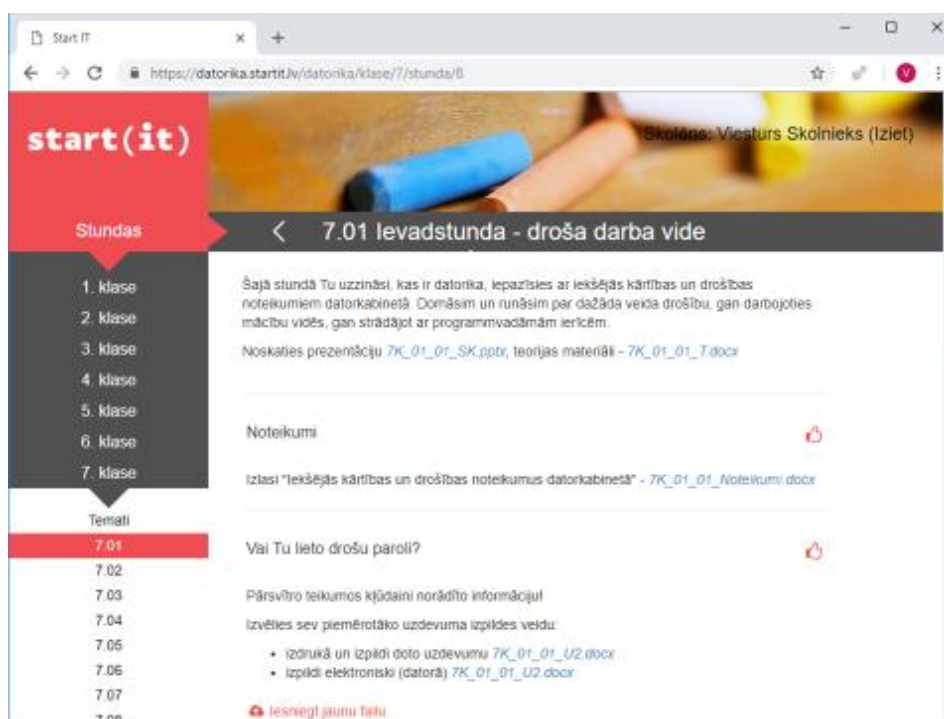 Start IT
https://datorika.startit.lv/datorika/klase/7/stunda/8
V
start(it)
Skolēns: Viesturs Skolnieks (Iziet)
Stundas
7.01 Ievadstunda - droša darba vide
1. klase
2. klase
3. klase
4. klase
5. klase
6. klase
7. klase
Temati
7.01
7.02
7.03
7.04
7.05
7.06
7.07
7.08
Šajā stundā Tu uzzināsi, kas ir datorika, iepazīsies ar iekšējās kārtības un drošības
noteikumiem datorkabinetā. Domāsim un runāsim par dažāda veida drošību, gan darbojoties
mācību vidēs, gan strādājot ar programmvadāmām ierīcēm.
Noskaties prezentāciju 7K_01_01_SK.pptx, teorijas materiāli - 7K_01_01_T.docx
Noteikumi
Izlasi "Iekšējās kārtības un drošības noteikumus datorkabinetā" - 7K_01_01_Noteikumi.docx
Vai Tu lieto drošu paroli?
Pārsvītro teikumos kļūdaini norādīto informāciju!
Izvēlies sev piemērotāko uzdevuma izpildes veidu:
• izdrukā un izpildi doto uzdevumu 7K_01_01_U2.docx
• izpildi elektroniski (datorā) 7K_01_01_U2.docx
Iesniegt jaunu failu